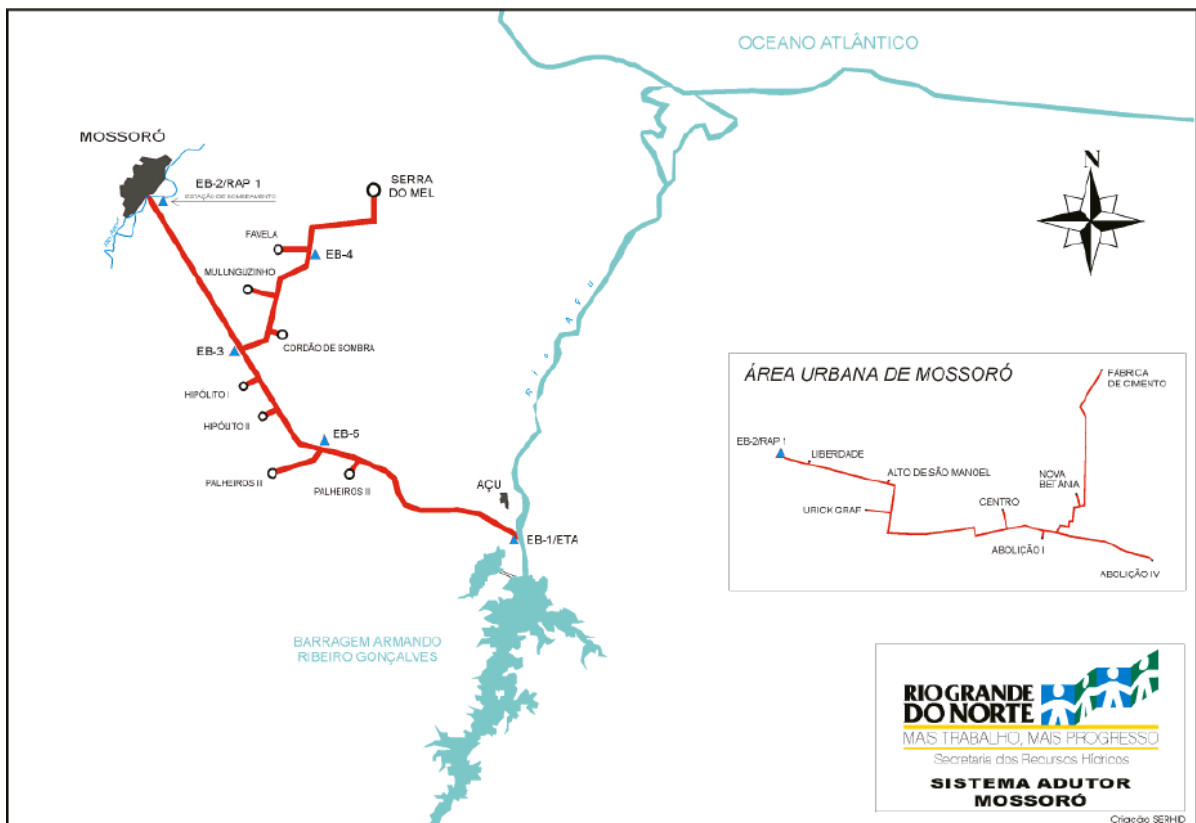 OCEANO ATLÂNTICO
MOSSORÓ
EB-2/RAP 1
ESTAÇÃO DE BOMBEAMENTO
SERRA
DO MEL
N
FAVELA
EB-4
MULUNGUZINHO
Rio Açu
EB-3
CORDÃO DE SOMBRA
HIPÓLITO I
HIPÓLITO II
EB-5
PALHEIROS III
PALHEIROS II
AÇU
EB-1/ETA
BARRAGEM ARMANDO
RIBEIRO GONÇALVES
ÁREA URBANA DE MOSSORÓ
FÁBRICA
DE CIMENTO
EB-2/RAP 1
LIBERDADE
ALTO DE SÃO MANOEL
NOVA
BETÂNIA
CENTRO
URICK GRAF
ABOLIÇÃO I
ABOLIÇÃO IV
RIO GRANDE
DO NORTE
MAIS TRABALHO, MAIS PROGRESSO
Secretaria dos Recursos Hídricos
SISTEMA ADUTOR
MOSSORÓ
Criação SERHID